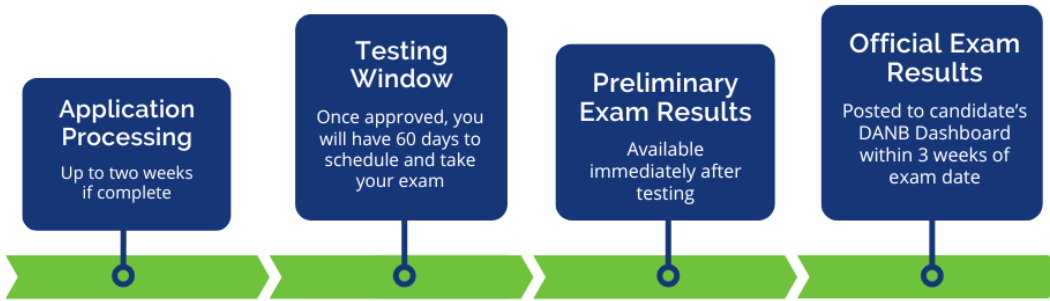 Application
Processing
Up to two weeks
if complete
Testing
Window
Once approved, you
will have 60 days to
schedule and take
your exam
Preliminary
Exam Results
Available
immediately after
testing
Official Exam
Results
Posted to candidate’s
DANB Dashboard
within 3 weeks of
exam date